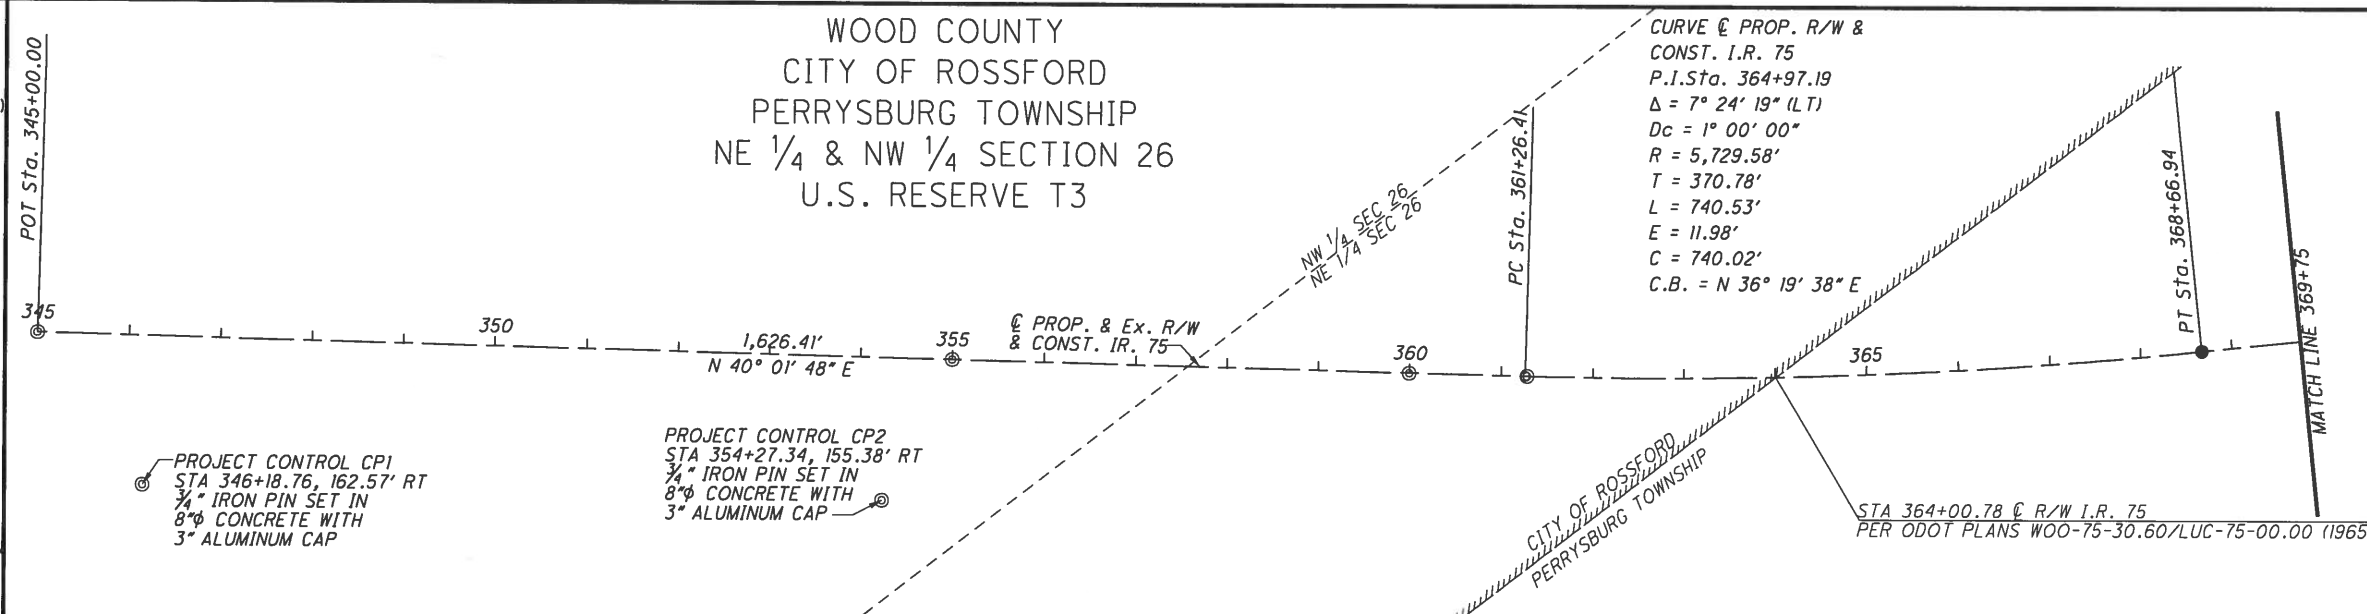 WOOD COUNTY
CITY OF ROSSFORD
PERRYSBURG TOWNSHIP
NE 1/4 & NW 1/4 SECTION 26
U.S. RESERVE T3
CURVE ℄ PROP. R/W &
CONST. I.R. 75
P.I.Sta. 364+97.19
Δ = 7° 24' 19" (LT)
Dc = 1° 00' 00"
R = 5,729.58'
T = 370.78'
L = 740.53'
E = 11.98'
C = 740.02'
C.B. = N 36° 19' 38" E
POT Sta. 345+00.00
PC Sta. 361+26.41
PT Sta. 368+66.94
MATCH LINE 369+75
NW 1/4 SEC 26
NE 1/4 SEC 26
345
350
1,626.41'
N 40° 01' 48" E
355
℄ PROP. & Ex. R/W
& CONST. IR. 75
360
365
PROJECT CONTROL CP1
STA 346+18.76, 162.57' RT
3/4" IRON PIN SET IN
8"ϕ CONCRETE WITH
3" ALUMINUM CAP
PROJECT CONTROL CP2
STA 354+27.34, 155.38' RT
3/4" IRON PIN SET IN
8"ϕ CONCRETE WITH
3" ALUMINUM CAP
CITY OF ROSSFORD
PERRYSBURG TOWNSHIP
STA 364+00.78 ℄ R/W I.R. 75
PER ODOT PLANS WOO-75-30.60/LUC-75-00.00 (1965